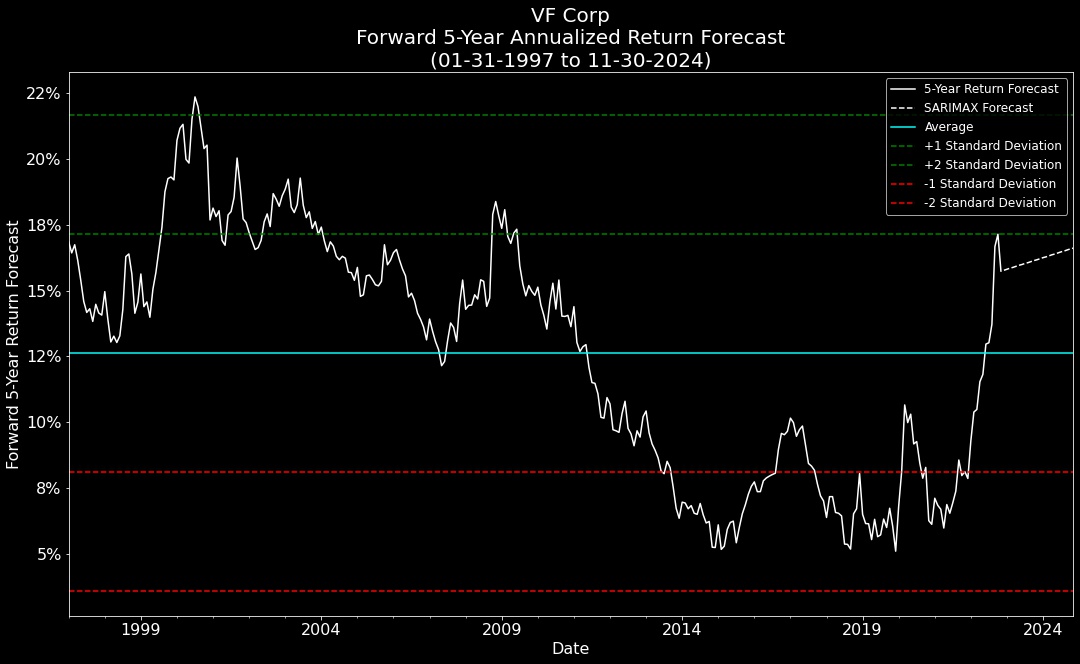 VF Corp
Forward 5-Year Annualized Return Forecast
(01-31-1997 to 11-30-2024)
5-Year Return Forecast
SARIMAX Forecast
Average
+1 Standard Deviation
+2 Standard Deviation
-1 Standard Deviation
-2 Standard Deviation
Forward 5-Year Return Forecast
22%
20%
18%
15%
12%
10%
8%
5%
1999
2004
2009
2014
2019
2024
Date